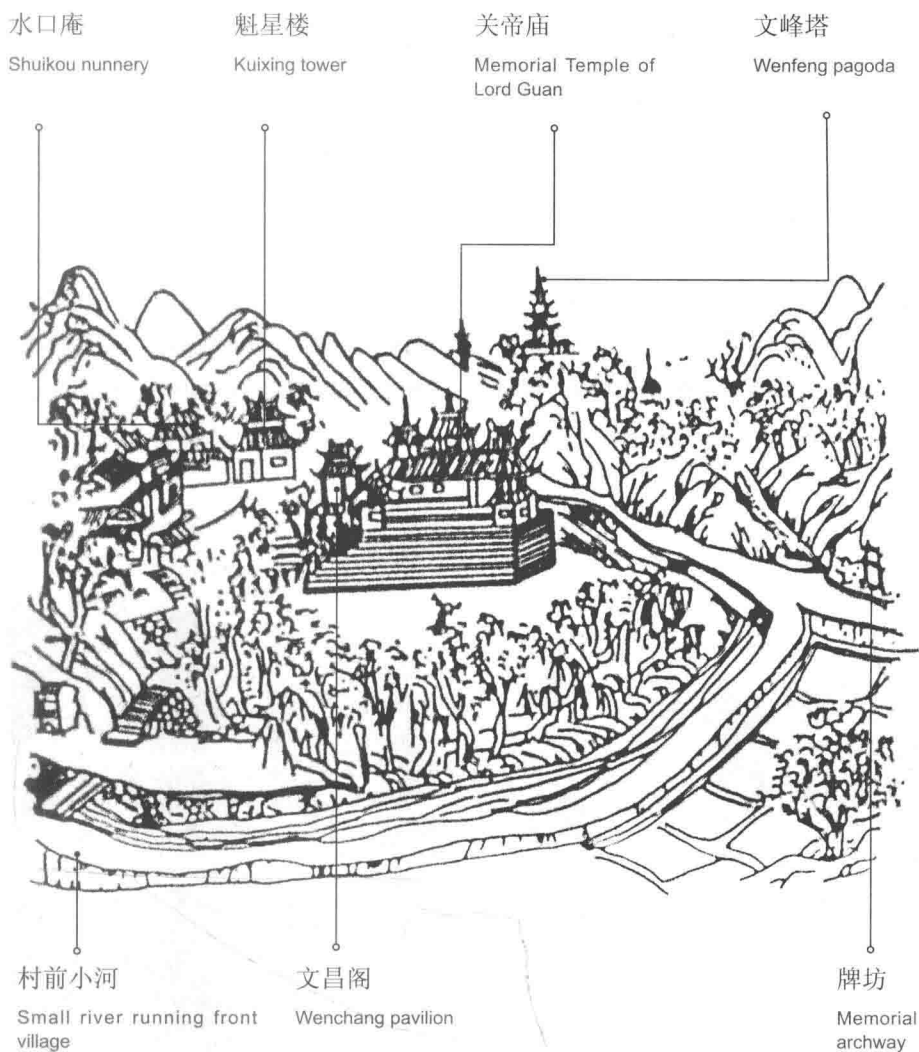 水口庵
Shuikou nunnery
魁星楼
Kuixing tower
关帝庙
Memorial Temple of
Lord Guan
文峰塔
Wenfeng pagoda
村前小河
Small river running front
village
文昌阁
Wenchang pavilion
牌坊
Memorial
archway